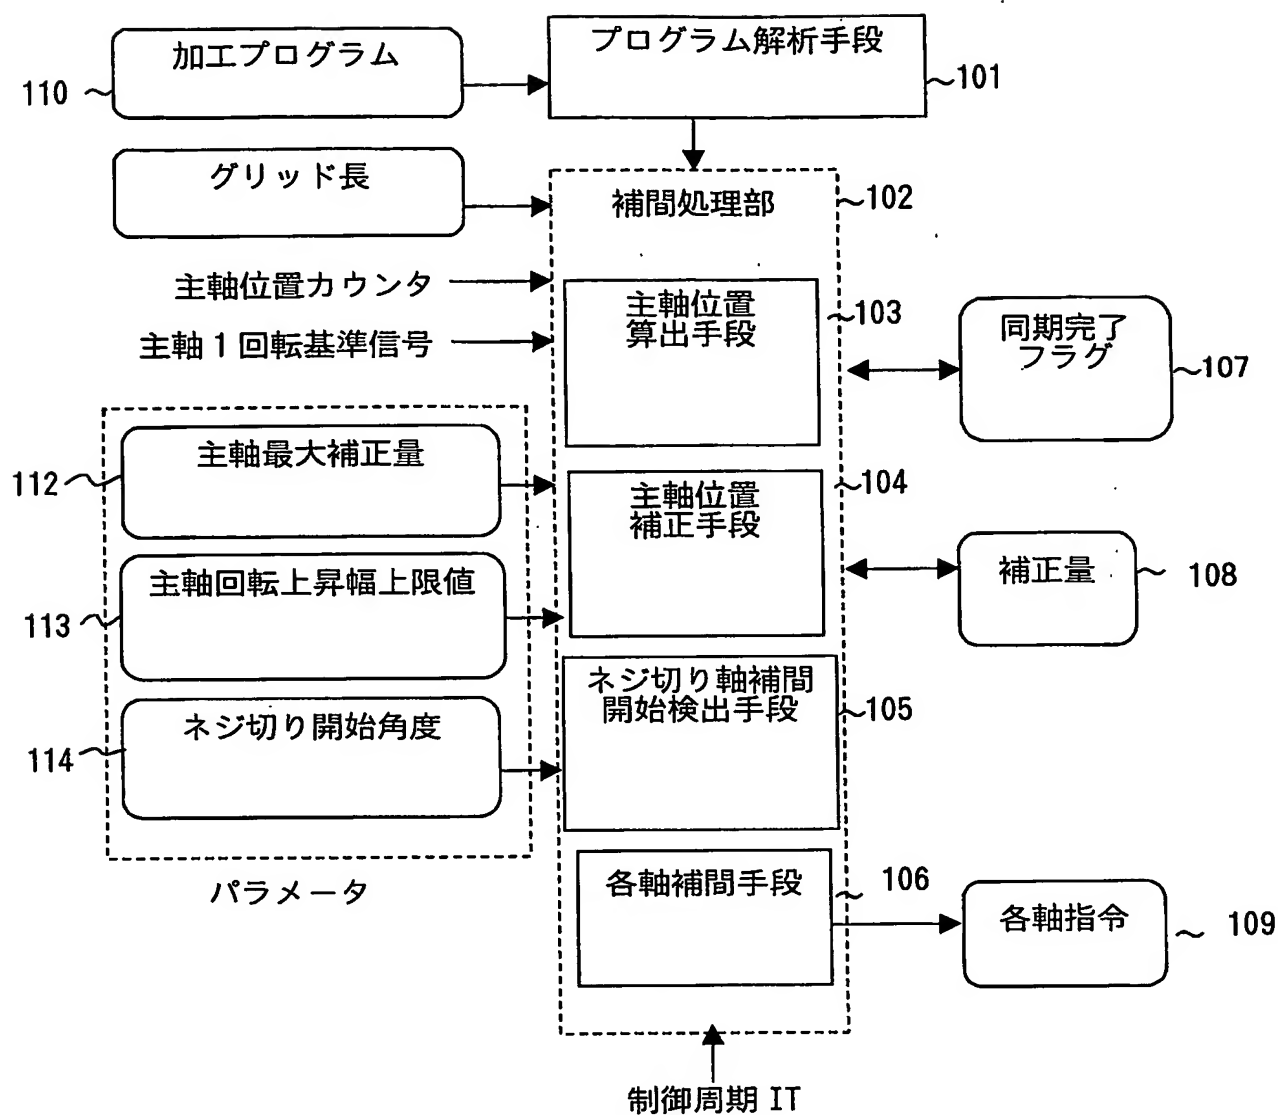 加工プログラム
110
プログラム解析手段
101
グリッド長
補間処理部
102
主軸位置カウンタ
主軸1回転基準信号
主軸位置
算出手段
103
同期完了
フラグ
107
主軸最大補正量
112
主軸位置
補正手段
104
補正量
108
主軸回転上昇幅上限値
113
ネジ切り軸補間
開始検出手段
105
ネジ切り開始角度
114
パラメータ
各軸補間手段
106
各軸指令
109
制御周期 IT